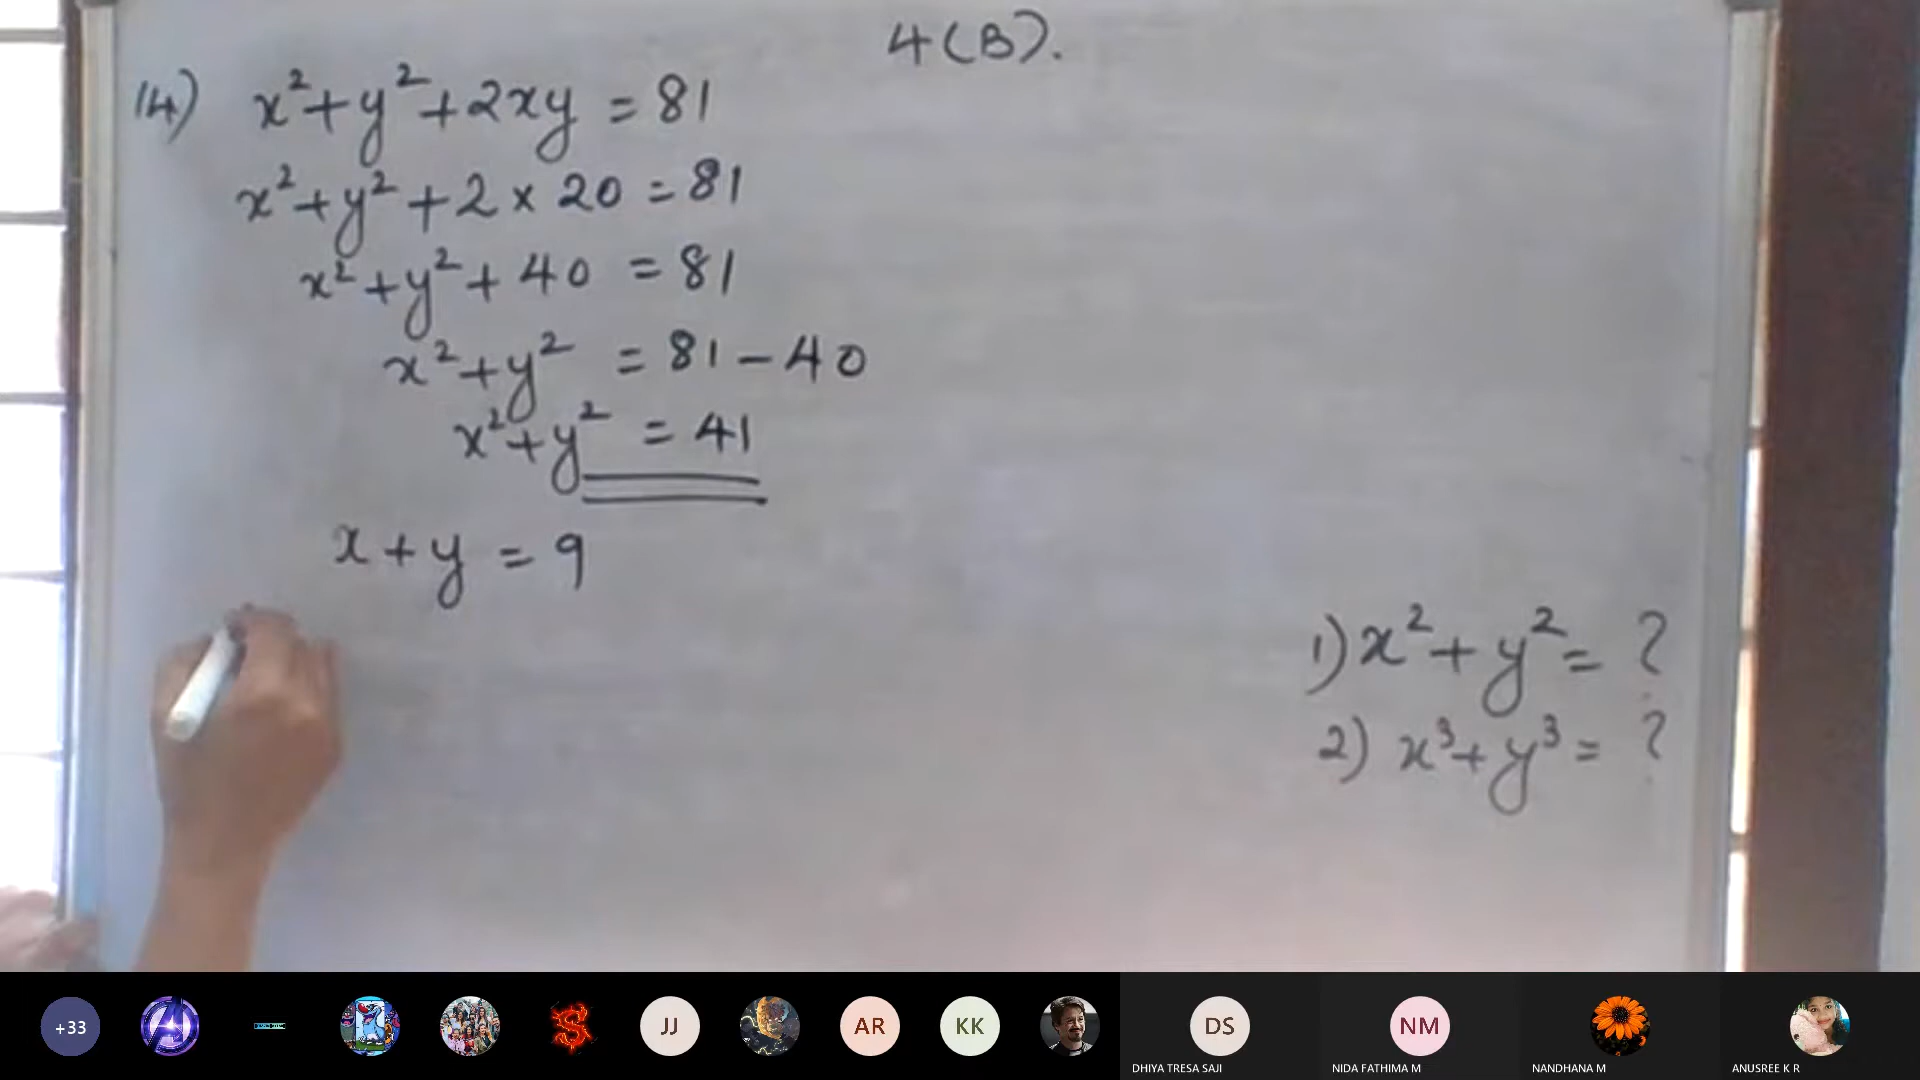 4(B).
14) x²+y²+2xy = 81
x²+y²+2 × 20 = 81
x²+y²+ 40 = 81
x²+y² = 81 - 40
x²+y² = 41
x + y = 9
1) x²+y² = ?
2) x³+y³ = ?
+33
JJ
AR
KK
DS
NM
DHIYA TRESA SAJI
NIDA FATHIMA M
NANDHANA M
ANUSREE K R